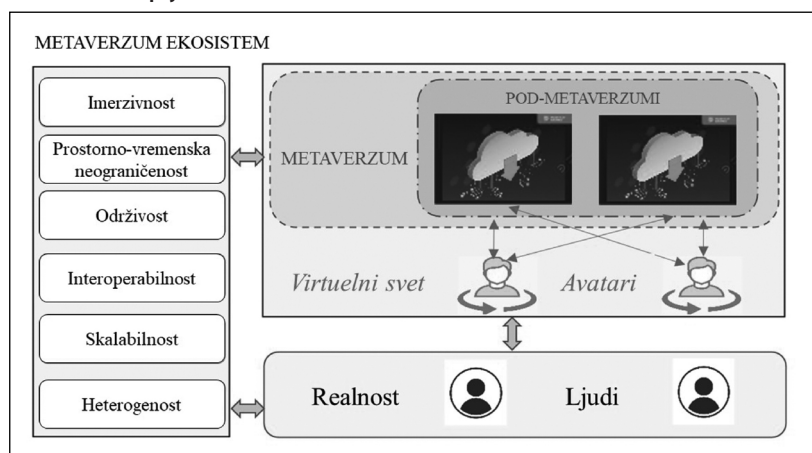 METAVERZUM EKOSISTEM
Imerzivnost
Prostorno-vremenska
neograničenost
Održivost
Interoperabilnost
Skalabilnost
Heterogenost
POD-METAVERZUMI
METAVERZUM
Virtuelni svet
Avatari
Realnost
Ljudi